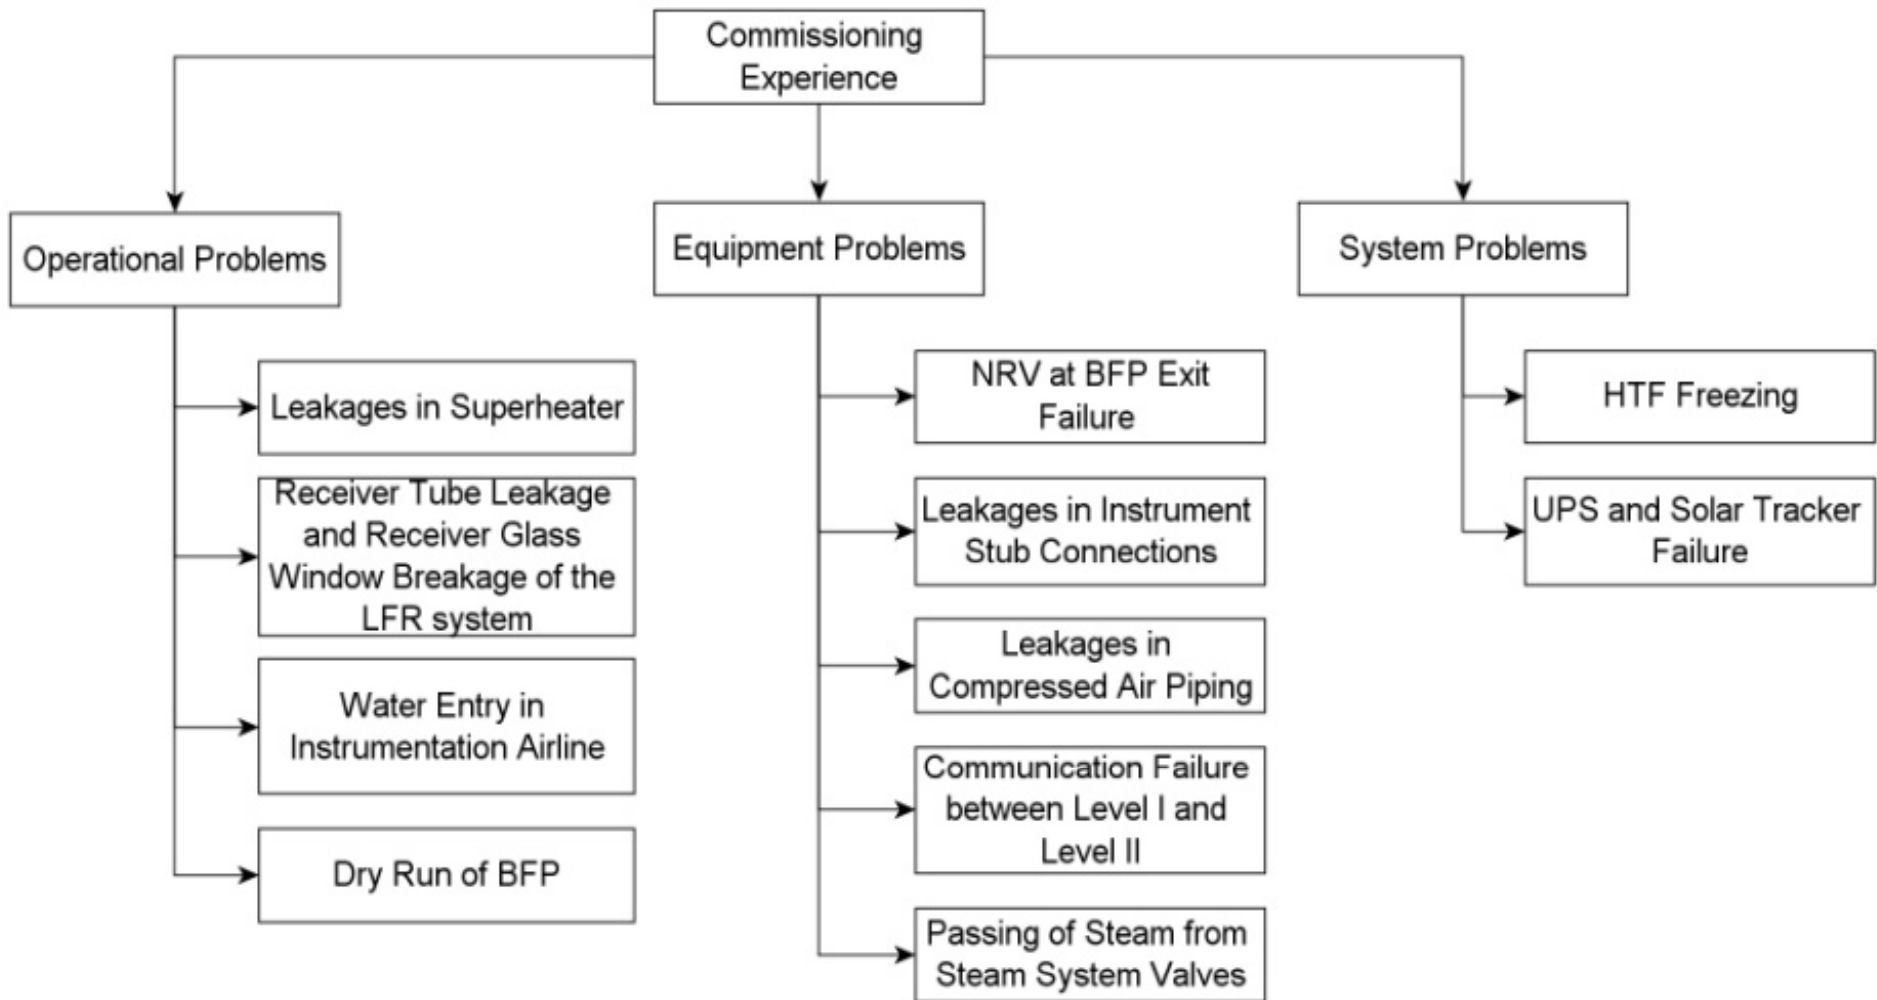 Commissioning
Experience
Operational Problems
Equipment Problems
System Problems
Leakages in Superheater
Receiver Tube Leakage
and Receiver Glass
Window Breakage of the
LFR system
Water Entry in
Instrumentation Airline
Dry Run of BFP
NRV at BFP Exit
Failure
Leakages in Instrument
Stub Connections
Leakages in
Compressed Air Piping
Communication Failure
between Level I and
Level II
Passing of Steam from
Steam System Valves
HTF Freezing
UPS and Solar Tracker
Failure